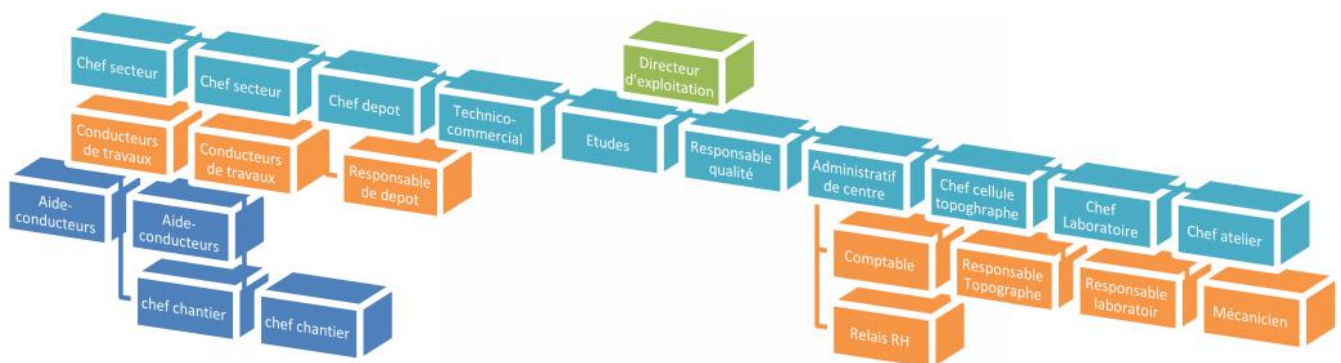 Directeur
d'exploitation
Chef secteur
Chef secteur
Chef depot
Technico-
commercial
Etudes
Responsable
qualité
Administratif
de centre
Chef cellule
topoghraphe
Chef
Laboratoire
Chef atelier
Conducteurs
de travaux
Conducteurs
de travaux
Responsable
de depot
Comptable
Responsable
Topographe
Responsable
laboratoir
Mécanicien
Relais RH
Aide-
conducteurs
Aide-
conducteurs
chef chantier
chef chantier